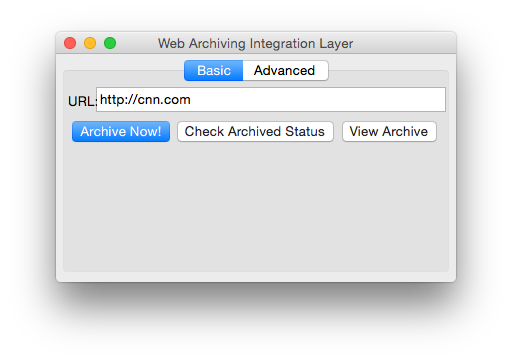 Web Archiving Integration Layer
Basic Advanced
URL: http://cnn.com
Archive Now! Check Archived Status View Archive